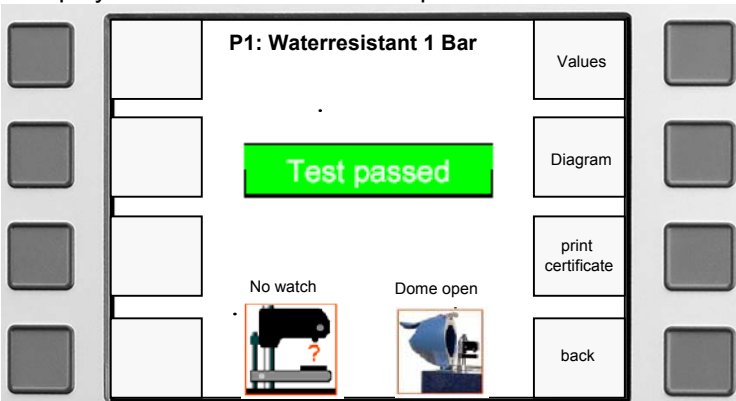 P1: Waterresistant 1 Bar
Values
Test passed
Diagram
print
certificate
No watch
Dome open
?
back